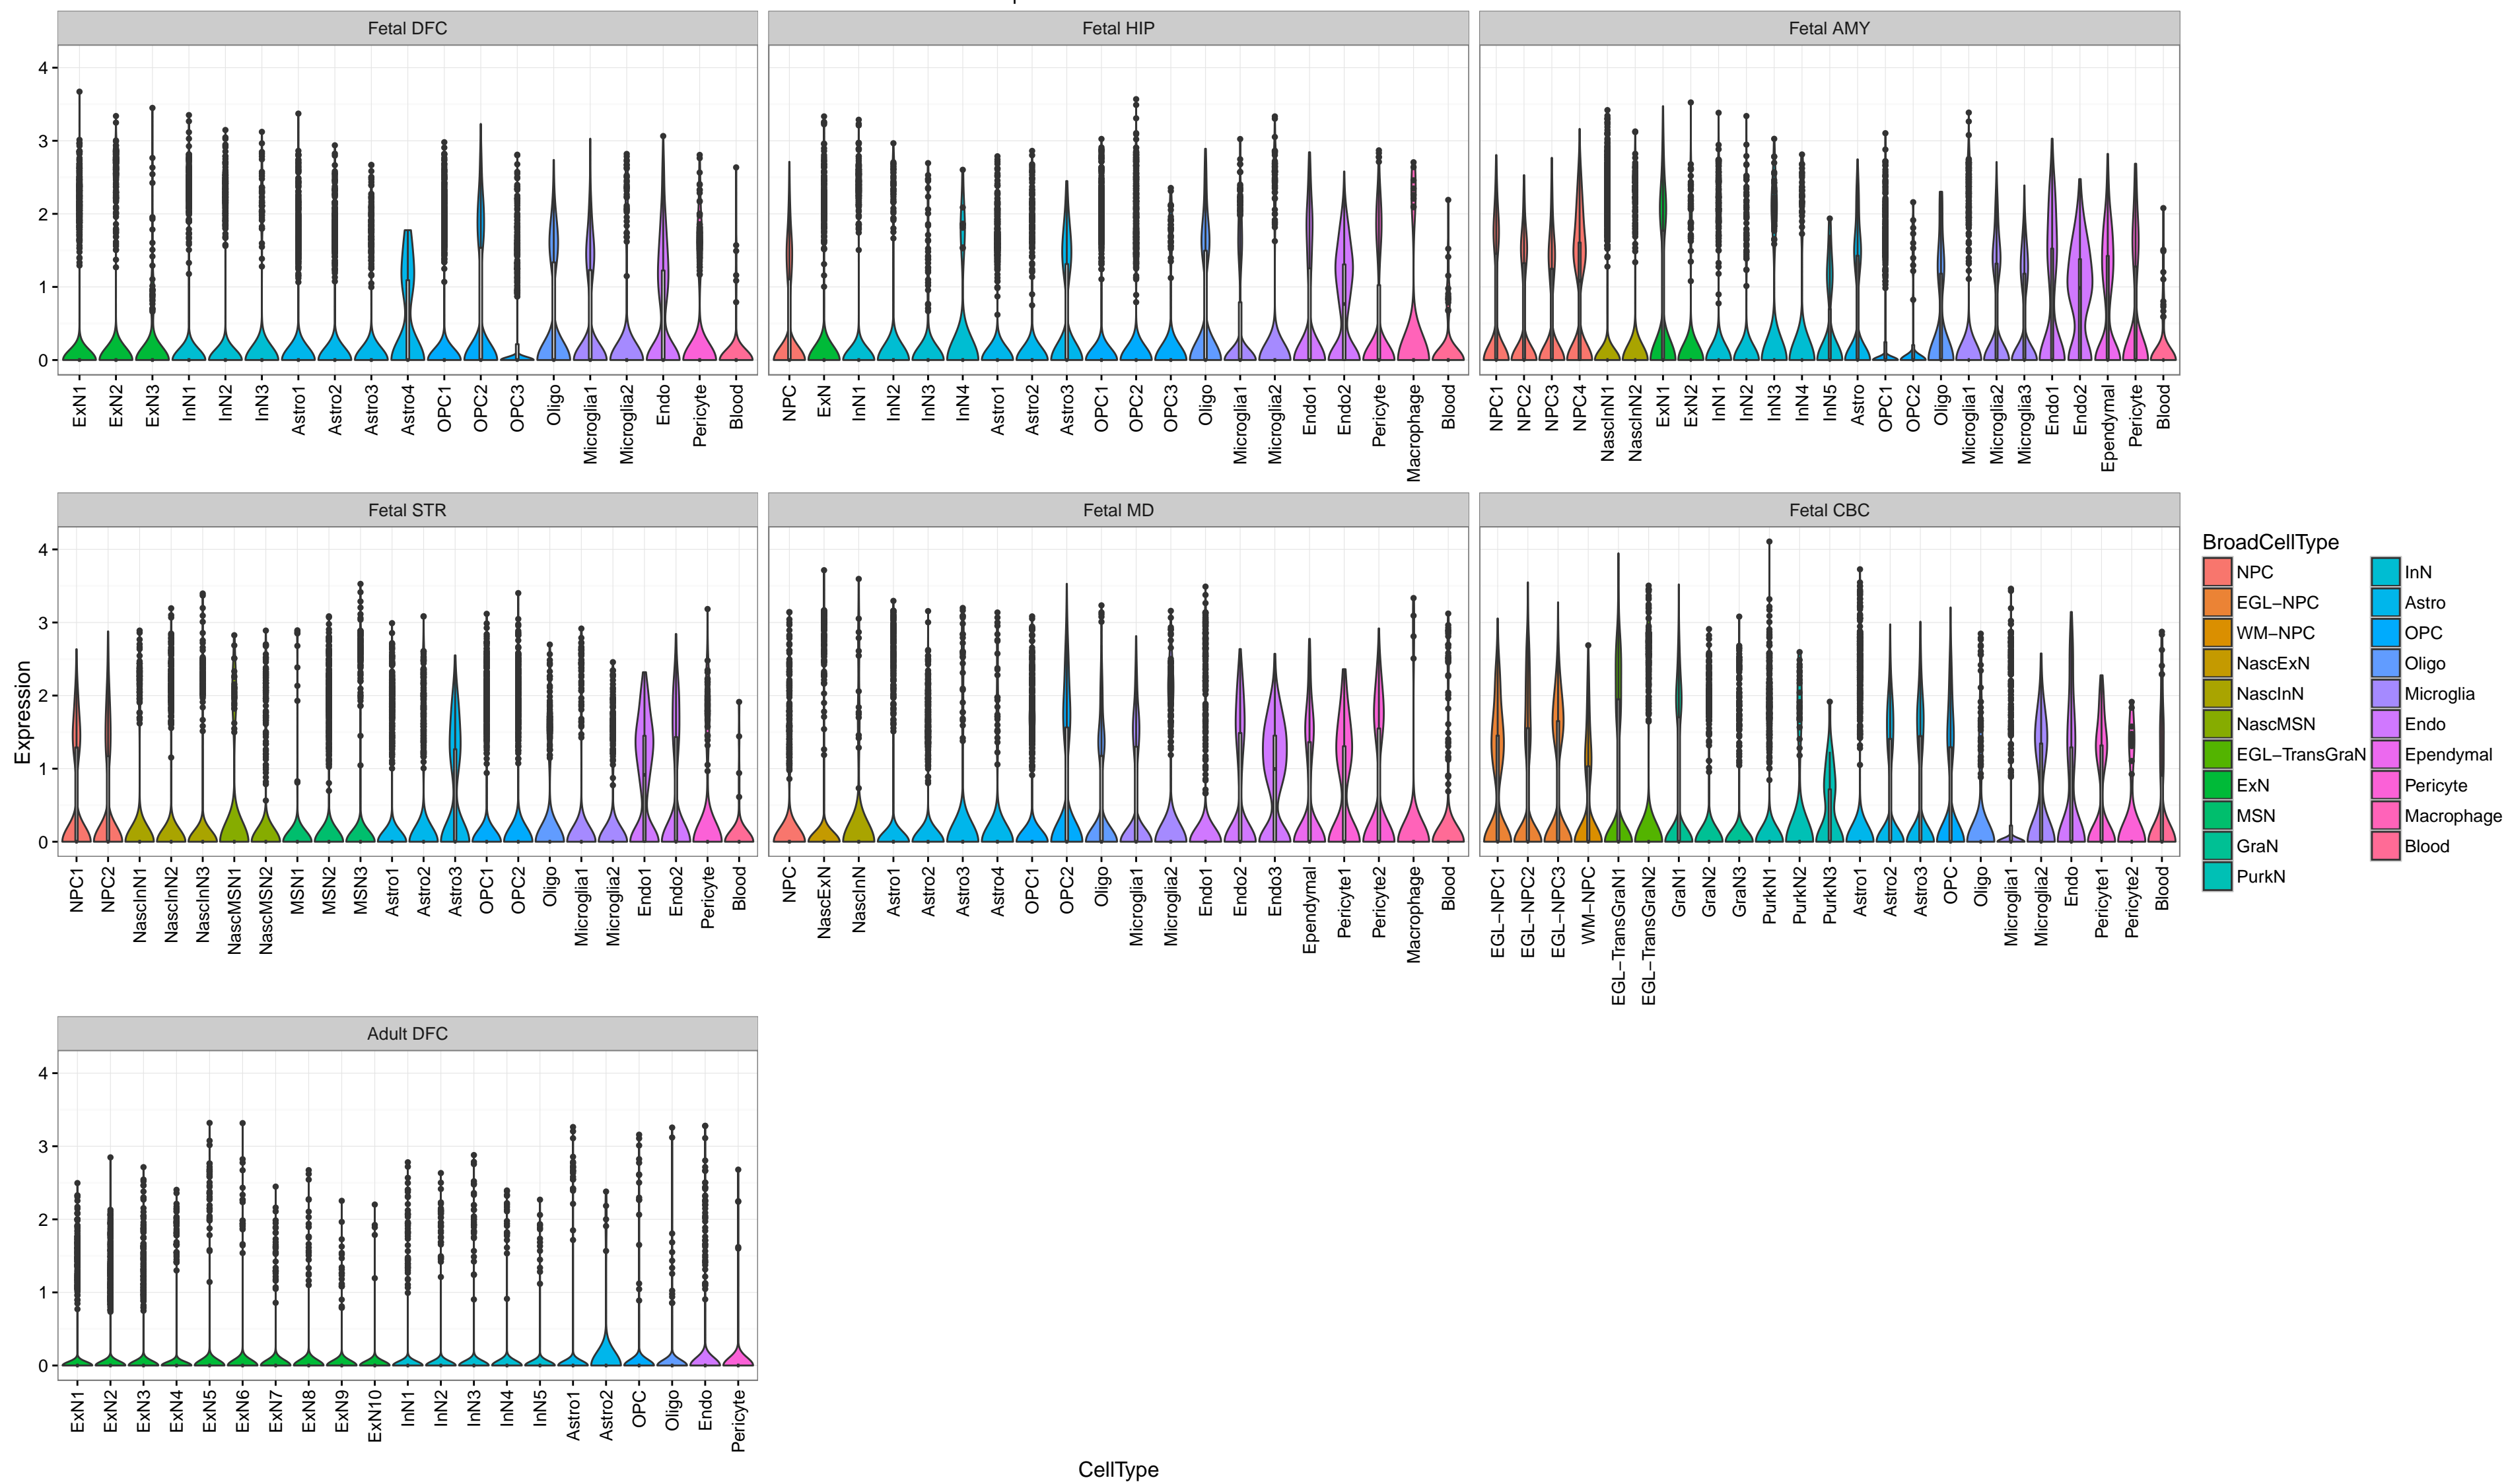 Fetal DFC
Fetal HIP
Fetal AMY
4
3
2
1
0
ExN1
ExN2
ExN3
InN1
InN2
InN3
Astro1
Astro2
Astro3
Astro4
OPC1
OPC2
OPC3
Oligo
Microglia1
Microglia2
Endo
Pericyte
Blood
NPC
ExN
InN1
InN2
InN3
InN4
Astro1
Astro2
Astro3
OPC1
OPC2
OPC3
Oligo
Microglia1
Microglia2
Endo1
Endo2
Pericyte
Macrophage
Blood
NPC1
NPC2
NPC3
NPC4
NascInN1
NascInN2
ExN1
ExN2
InN1
InN2
InN3
InN4
InN5
Astro
OPC1
OPC2
Oligo
Microglia1
Microglia2
Microglia3
Endo1
Endo2
Ependymal
Pericyte
Blood
Fetal STR
Fetal MD
Fetal CBC
Expression
4
3
2
1
0
NPC1
NPC2
NascInN1
NascInN2
NascInN3
NascMSN1
NascMSN2
MSN1
MSN2
MSN3
Astro1
Astro2
Astro3
OPC1
OPC2
Oligo
Microglia1
Microglia2
Endo1
Endo2
Pericyte
Blood
NPC
NascExN
NascInN
Astro1
Astro2
Astro3
Astro4
OPC1
OPC2
Oligo
Microglia1
Microglia2
Endo1
Endo2
Endo3
Ependymal
Pericyte1
Pericyte2
Macrophage
Blood
EGL−NPC1
EGL−NPC2
EGL−NPC3
WM−NPC
EGL−TransGraN1
EGL−TransGraN2
GraN1
GraN2
GraN3
PurkN1
PurkN2
PurkN3
Astro1
Astro2
Astro3
OPC
Oligo
Microglia1
Microglia2
Endo
Pericyte1
Pericyte2
Blood
BroadCellType
NPC
EGL−NPC
WM−NPC
NascExN
NascInN
NascMSN
EGL−TransGraN
ExN
MSN
GraN
PurkN
InN
Astro
OPC
Oligo
Microglia
Endo
Ependymal
Pericyte
Macrophage
Blood
Adult DFC
4
3
2
1
0
ExN1
ExN2
ExN3
ExN4
ExN5
ExN6
ExN7
ExN8
ExN9
ExN10
InN1
InN2
InN3
InN4
InN5
Astro1
Astro2
OPC
Oligo
Endo
Pericyte
CellType